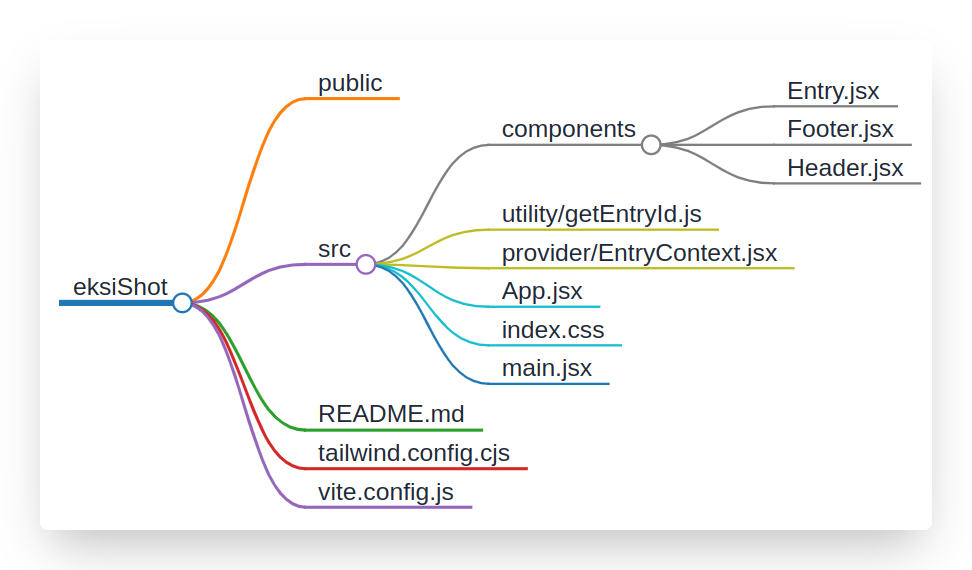 eksiShot
public
src
components
Entry.jsx
Footer.jsx
Header.jsx
utility/getEntryId.js
provider/EntryContext.jsx
App.jsx
index.css
main.jsx
README.md
tailwind.config.cjs
vite.config.js